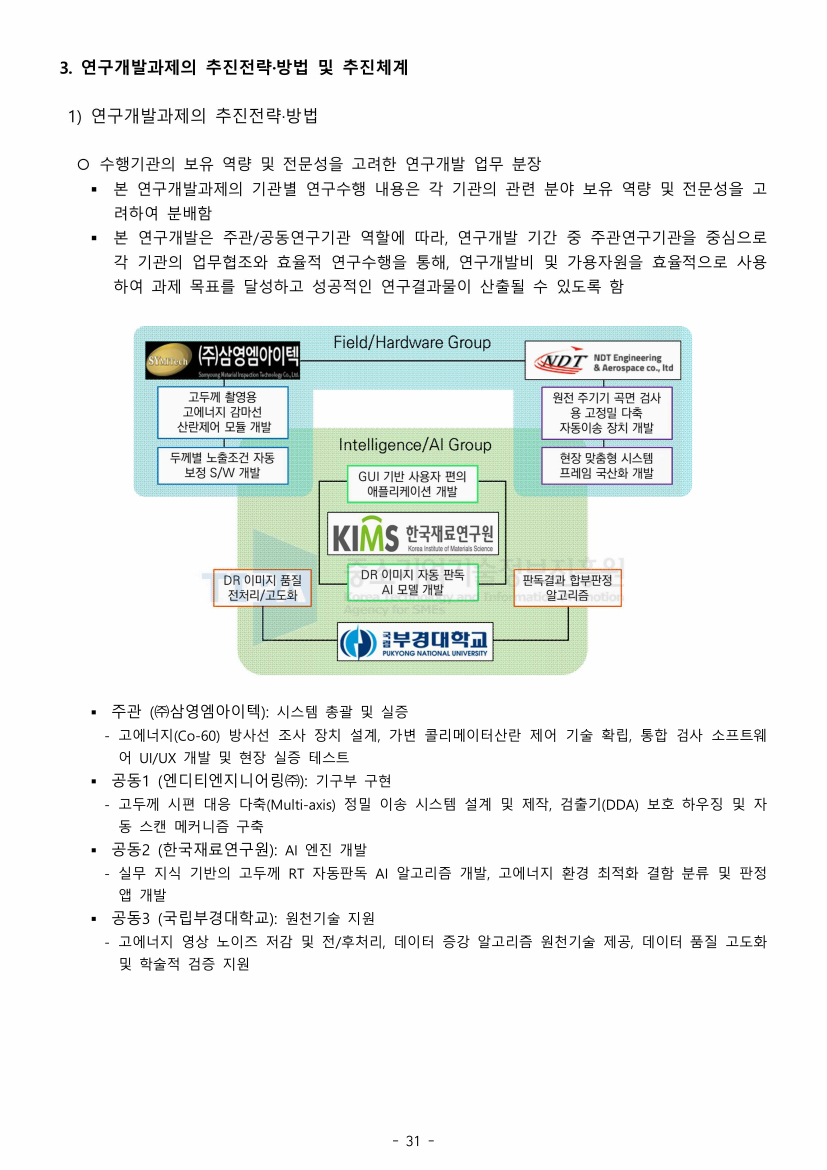 3. 연구개발과제의 추진전략·방법 및 추진체계
1) 연구개발과제의 추진전략·방법
○ 수행기관의 보유 역량 및 전문성을 고려한 연구개발 업무 분장
▪ 본 연구개발과제의 기관별 연구수행 내용은 각 기관의 관련 분야 보유 역량 및 전문성을 고
려하여 분배함
▪ 본 연구개발은 주관/공동연구기관 역할에 따라, 연구개발 기간 중 주관연구기관을 중심으로
각 기관의 업무협조와 효율적 연구수행을 통해, 연구개발비 및 가용자원을 효율적으로 사용
하여 과제 목표를 달성하고 성공적인 연구결과물이 산출될 수 있도록 함
Field/Hardware Group
SYMTech (주)삼영엠아이텍
Samyoung Material Inspection Technology Co., Ltd.
NDT NDT Engineering
& Aerospace co., ltd
고두께 촬영용
고에너지 감마선
산란제어 모듈 개발
원전 주기기 곡면 검사
용 고정밀 다축
자동이송 장치 개발
두께별 노출조건 자동
보정 S/W 개발
현장 맞춤형 시스템
프레임 국산화 개발
Intelligence/AI Group
GUI 기반 사용자 편의
애플리케이션 개발
KIMS 한국재료연구원
Korea Institute of Materials Science
중소기업기술정보진흥원
Korea Technology and Information Promotion
Agency for SMEs
DR 이미지 품질
전처리/고도화
DR 이미지 자동 판독
AI 모델 개발
판독결과 합부판정
알고리즘
국립 부경대학교
PUKYONG NATIONAL UNIVERSITY
▪ 주관 (㈜삼영엠아이텍): 시스템 총괄 및 실증
- 고에너지(Co-60) 방사선 조사 장치 설계, 가변 콜리메이터산란 제어 기술 확립, 통합 검사 소프트웨
어 UI/UX 개발 및 현장 실증 테스트
▪ 공동1 (엔디티엔지니어링㈜): 기구부 구현
- 고두께 시편 대응 다축(Multi-axis) 정밀 이송 시스템 설계 및 제작, 검출기(DDA) 보호 하우징 및 자
동 스캔 메커니즘 구축
▪ 공동2 (한국재료연구원): AI 엔진 개발
- 실무 지식 기반의 고두께 RT 자동판독 AI 알고리즘 개발, 고에너지 환경 최적화 결함 분류 및 판정
앱 개발
▪ 공동3 (국립부경대학교): 원천기술 지원
- 고에너지 영상 노이즈 저감 및 전/후처리, 데이터 증강 알고리즘 원천기술 제공, 데이터 품질 고도화
및 학술적 검증 지원
- 31 -